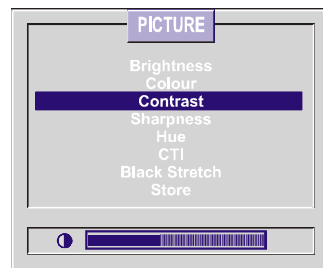 PICTURE
Brightness
Colour
Contrast
Sharpness
Hue
CTI
Black Stretch
Store